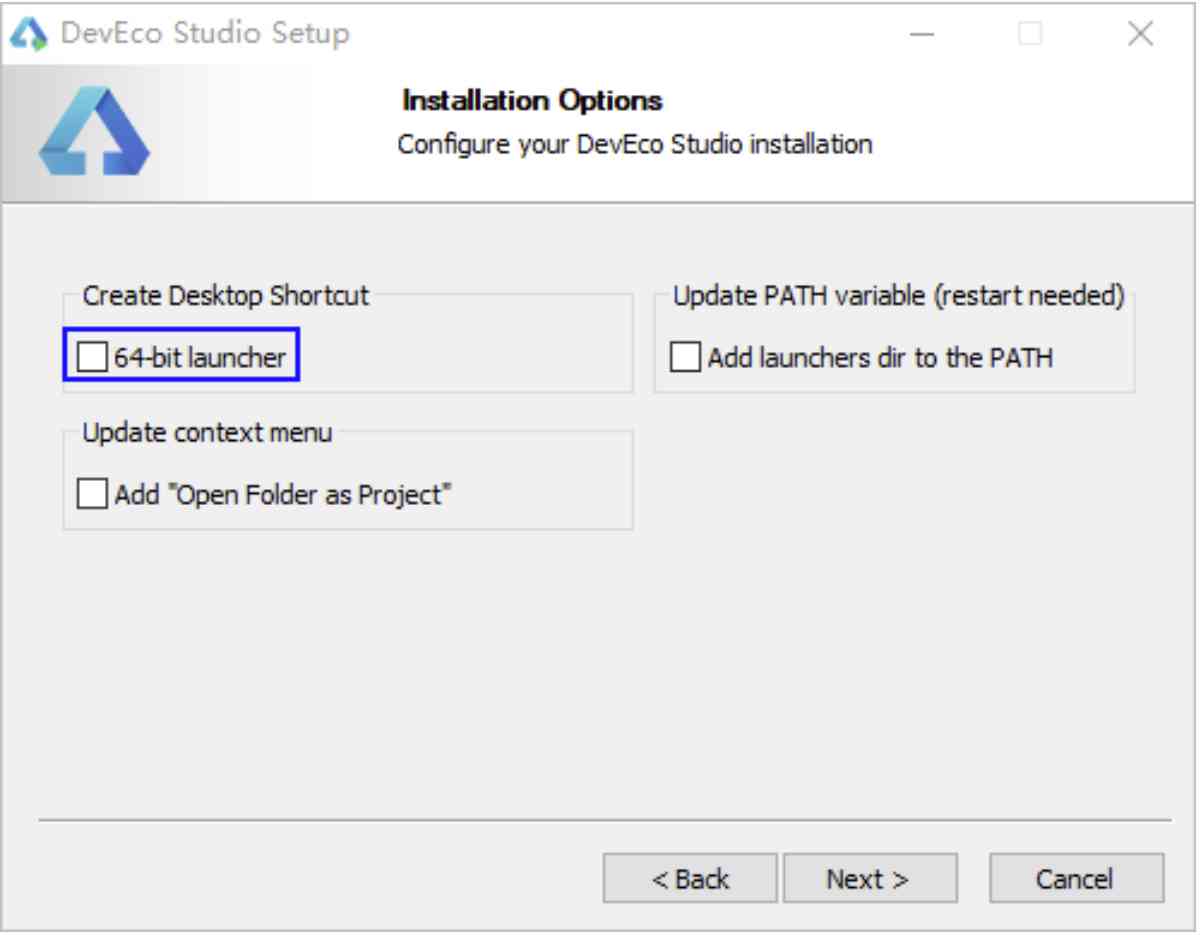 DevEco Studio Setup
Installation Options
Configure your DevEco Studio installation
Create Desktop Shortcut
64-bit launcher
Update PATH variable (restart needed)
Add launchers dir to the PATH
Update context menu
Add "Open Folder as Project"
< Back
Next >
Cancel